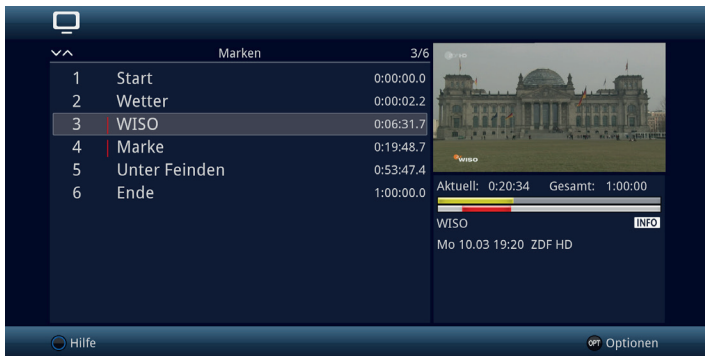 Marken 3/6
1 Start 0:00:00.0
2 Wetter 0:00:02.2
3 WISO 0:06:31.7
4 Marke 0:19:48.7
5 Unter Feinden 0:53:47.4
6 Ende 1:00:00.0
WISO
Aktuell: 0:20:34 Gesamt: 1:00:00
WISO INFO
Mo 10.03 19:20 ZDF HD
Hilfe OPT Optionen